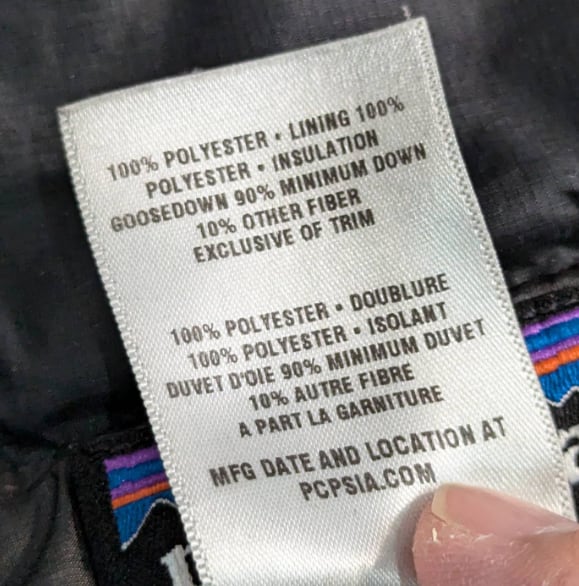 100% POLYESTER • LINING 100%
POLYESTER • INSULATION
GOOSEDOWN 90% MINIMUM DOWN
10% OTHER FIBER
EXCLUSIVE OF TRIM
100% POLYESTER • DOUBLURE
100% POLYESTER • ISOLANT
DUVET D'OIE 90% MINIMUM DUVET
10% AUTRE FIBRE
A PART LA GARNITURE
MFG DATE AND LOCATION AT
PCPSIA.COM